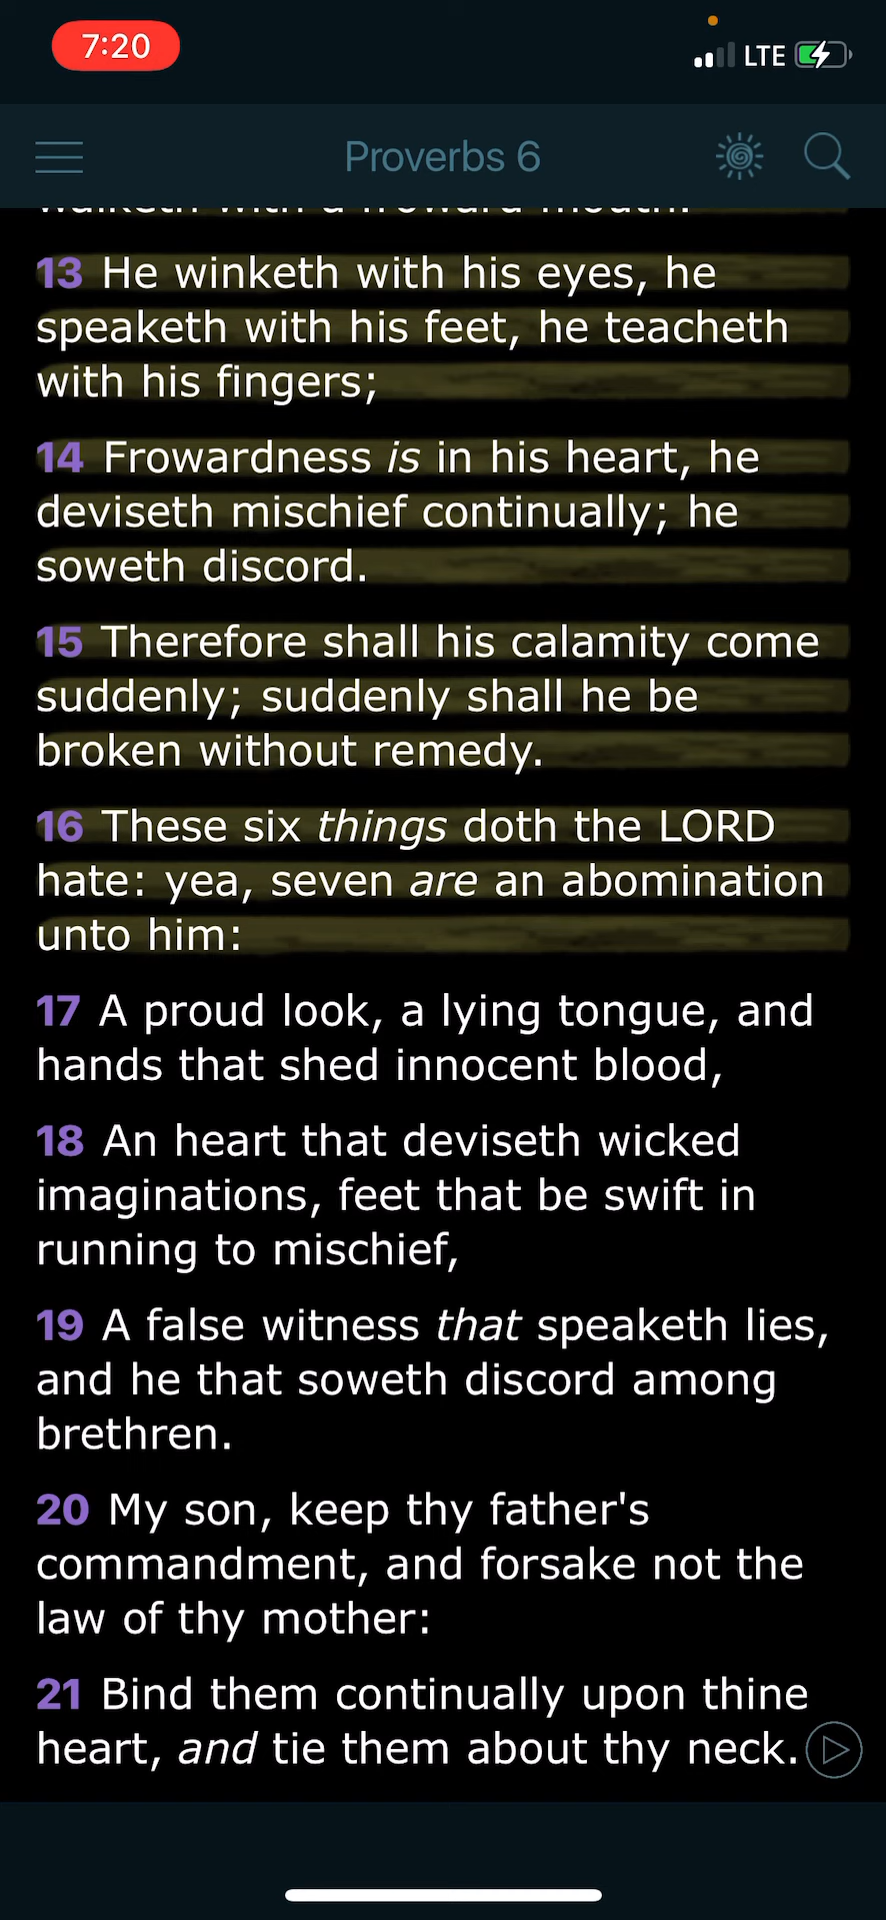 7:20
LTE
Proverbs 6
walketh with a froward mouth.
13 He winketh with his eyes, he
speaketh with his feet, he teacheth
with his fingers;
14 Frowardness is in his heart, he
deviseth mischief continually; he
soweth discord.
15 Therefore shall his calamity come
suddenly; suddenly shall he be
broken without remedy.
16 These six things doth the LORD
hate: yea, seven are an abomination
unto him:
17 A proud look, a lying tongue, and
hands that shed innocent blood,
18 An heart that deviseth wicked
imaginations, feet that be swift in
running to mischief,
19 A false witness that speaketh lies,
and he that soweth discord among
brethren.
20 My son, keep thy father's
commandment, and forsake not the
law of thy mother:
21 Bind them continually upon thine
heart, and tie them about thy neck.